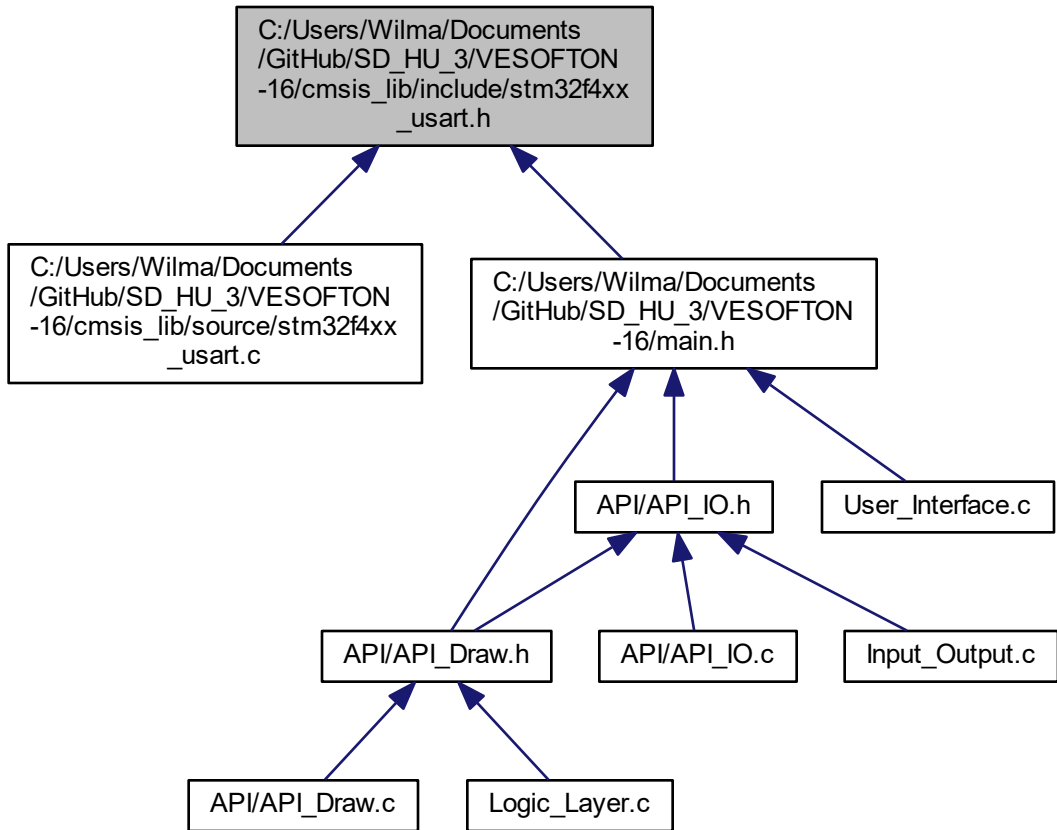 C:/Users/Wilma/Documents
/GitHub/SD_HU_3/VESOFTON
-16/cmsis_lib/include/stm32f4xx
_usart.h
C:/Users/Wilma/Documents
/GitHub/SD_HU_3/VESOFTON
-16/cmsis_lib/source/stm32f4xx
_usart.c
C:/Users/Wilma/Documents
/GitHub/SD_HU_3/VESOFTON
-16/main.h
API/API_IO.h
User_Interface.c
API/API_Draw.h
API/API_IO.c
Input_Output.c
API/API_Draw.c
Logic_Layer.c